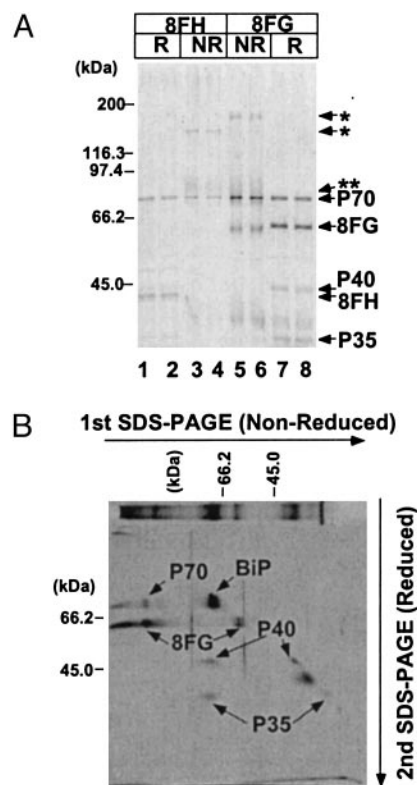 A
8FH 8FG
R NR NR R
(kDa)
200
116.3
97.4
66.2
45.0
*
*
**
P70
8FG
P40
8FH
P35
1 2 3 4 5 6 7 8
B
1st SDS-PAGE (Non-Reduced)
(kDa) 66.2 45.0
(kDa)
66.2
45.0
P70 BiP
8FG P40
P35
2nd SDS-PAGE (Reduced)